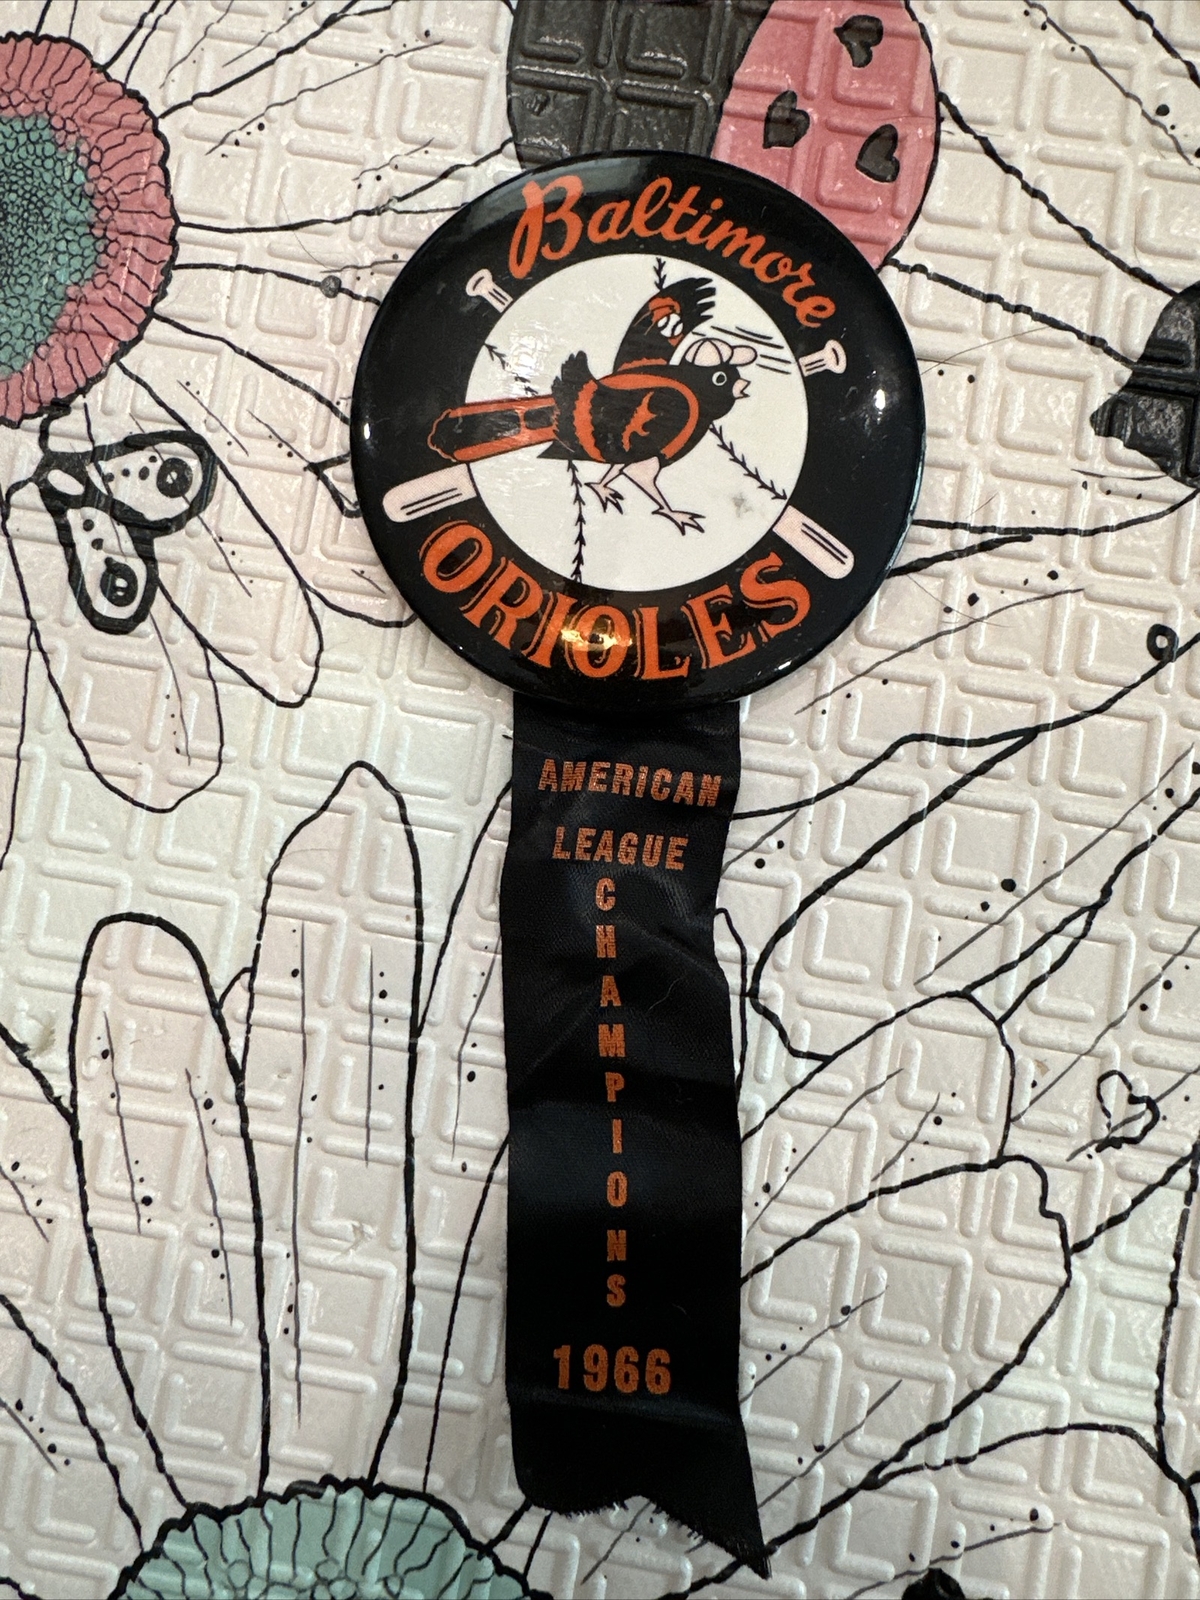 Baltimore
ORIOLES
AMERICAN
LEAGUE
CHAMPIONS
1966